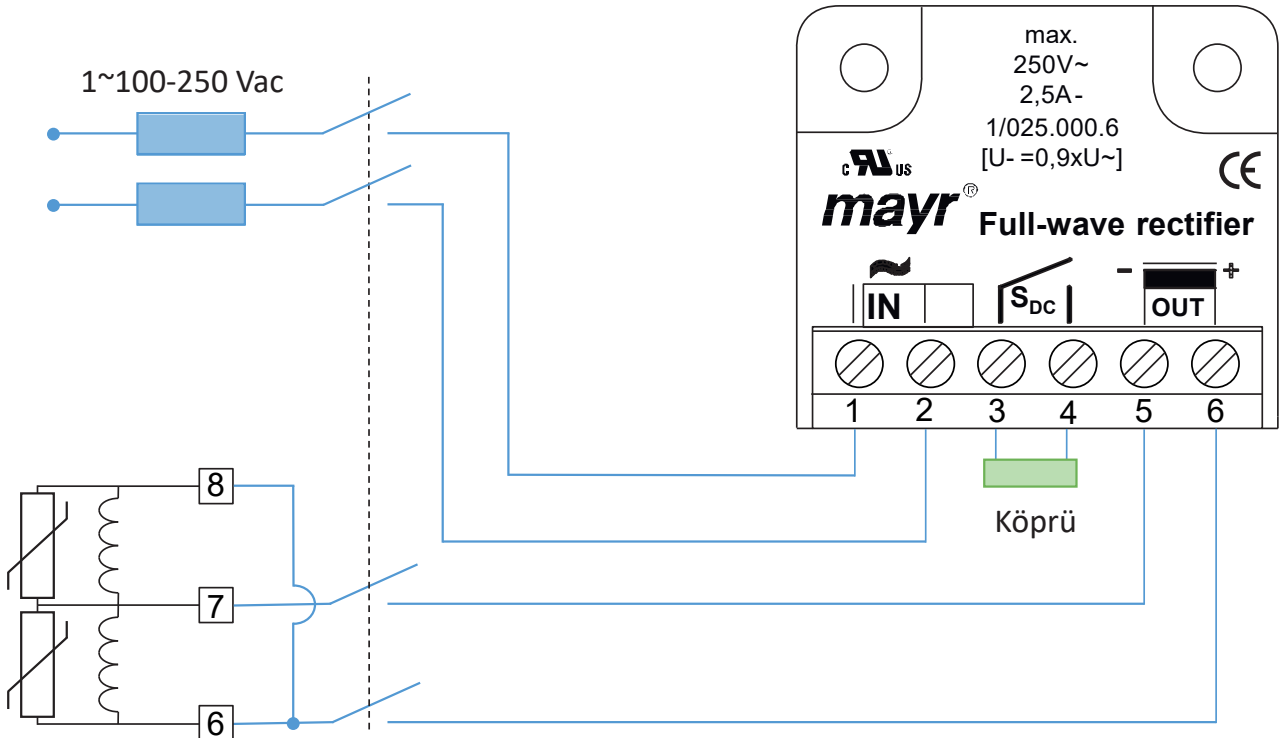 1~100-250 Vac
max.
250V~
2,5A-
1/025.000.6
[U- =0,9xU~]
c RU US
CE
mayr®
Full-wave rectifier
~
- +
IN
SDC
OUT
1 2 3 4 5 6
Köprü
8
7
6